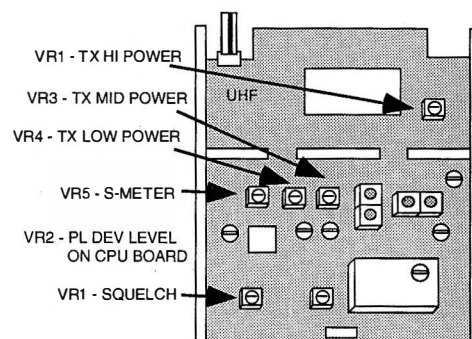 VR1 - TX HI POWER
UHF
VR3 - TX MID POWER
VR4 - TX LOW POWER
VR5 - S-METER
VR2 - PL DEV LEVEL
ON CPU BOARD
VR1 - SQUELCH